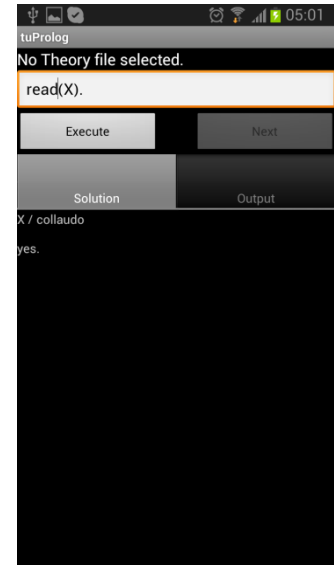 05:01
tuProlog
No Theory file selected.
read(X).
Execute Next
Solution Output
X / collaudo
yes.